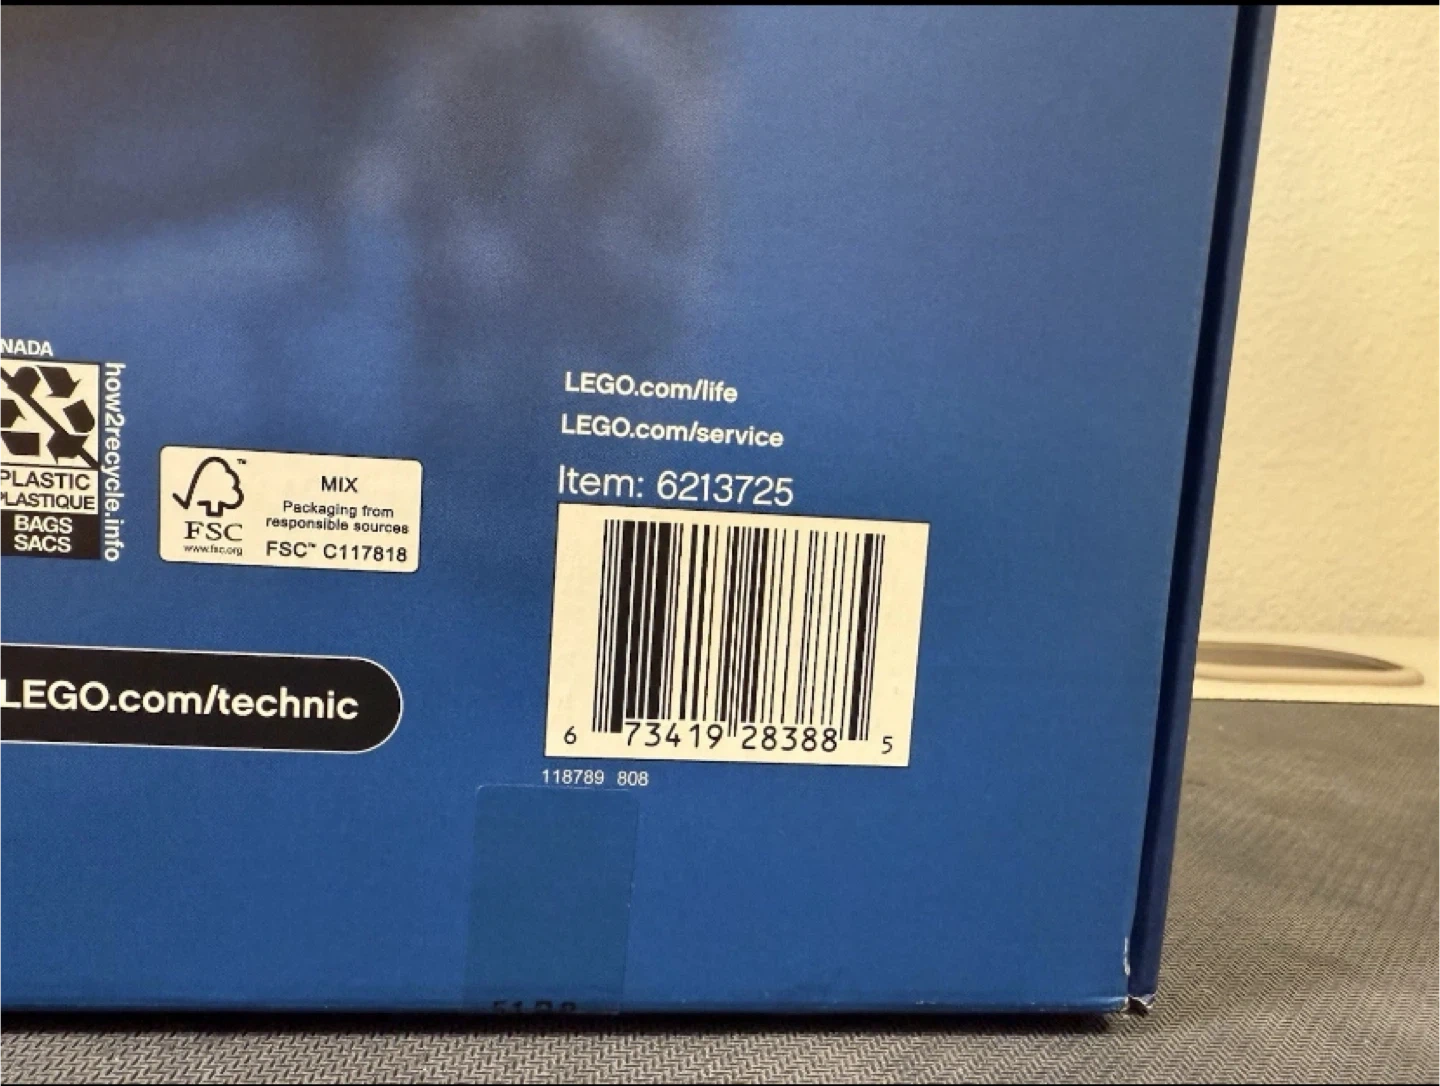 NADA
how2recycle.info
PLASTIC
PLASTIQUE
BAGS
SACS
FSC
www.fsc.org
MIX
Packaging from
responsible sources
FSC™ C117818
LEGO.com/technic
LEGO.com/life
LEGO.com/service
Item: 6213725
6 73419 28388 5
118789 808